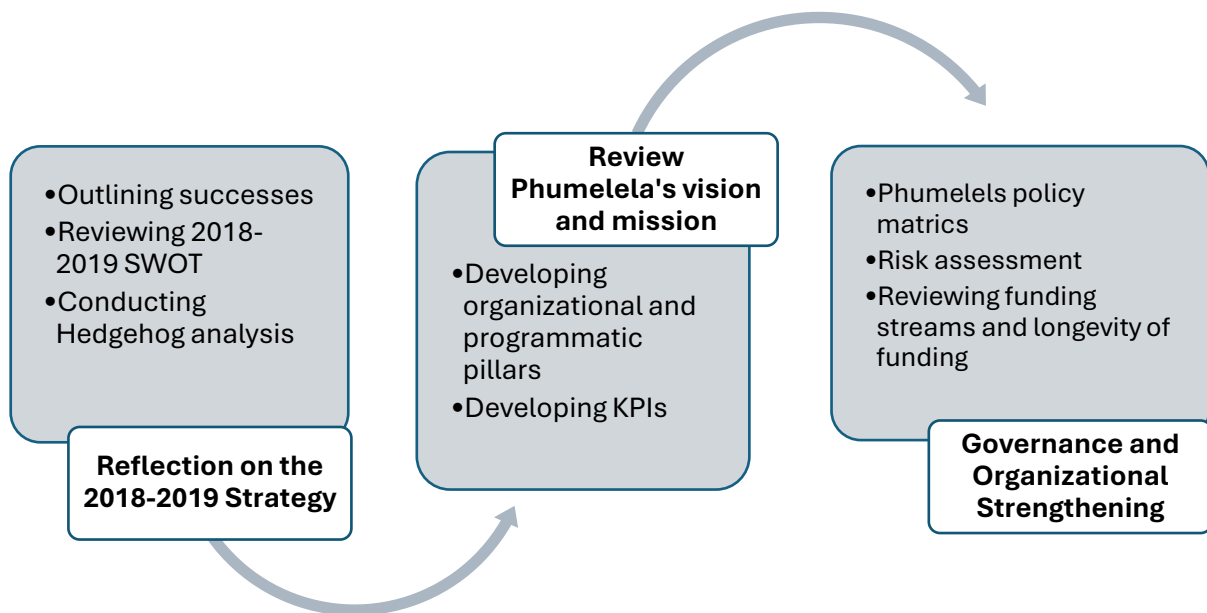 •Outlining successes
•Reviewing 2018-
2019 SWOT
•Conducting
Hedgehog analysis
Reflection on the
2018-2019 Strategy
Review
Phumelela's vision
and mission
•Developing
organizational and
programmatic
pillars
•Developing KPIs
•Phumelels policy
matrics
•Risk assessment
•Reviewing funding
streams and longevity of
funding
Governance and
Organizational
Strengthening